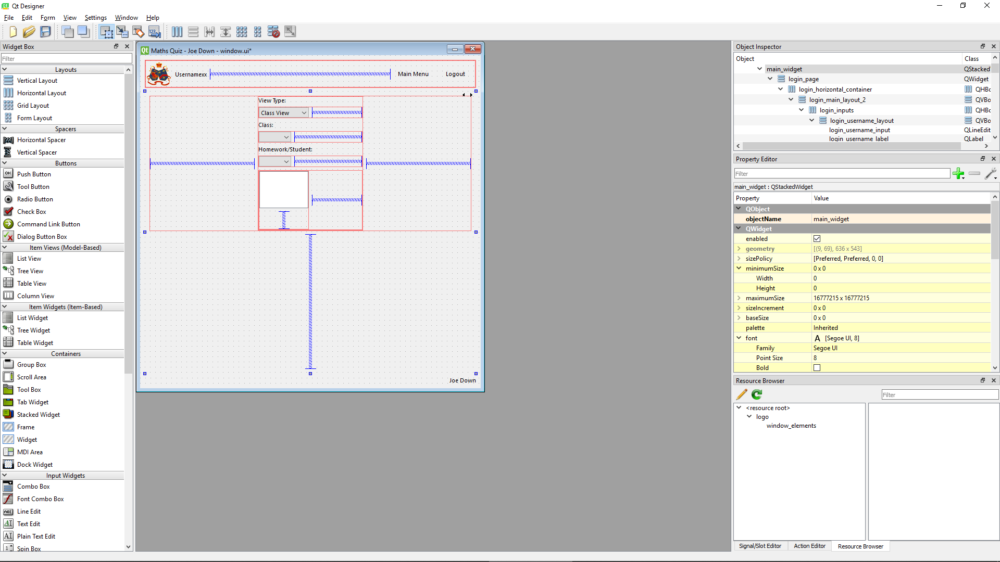 Qt Designer
File Edit Form View Settings Window Help
Widget Box
Filter
Layouts
Vertical Layout
Horizontal Layout
Grid Layout
Form Layout
Spacers
Horizontal Spacer
Vertical Spacer
Buttons
OK Push Button
Tool Button
Radio Button
Check Box
Command Link Button
Dialog Button Box
Item Views (Model-Based)
List View
Tree View
Table View
Column View
Item Widgets (Item-Based)
List Widget
Tree Widget
Table Widget
Containers
Group Box
Scroll Area
Tool Box
Tab Widget
Stacked Widget
Frame
Widget
MDI Area
Dock Widget
Input Widgets
Combo Box
Font Combo Box
Line Edit
Text Edit
Plain Text Edit
Spin Box
Maths Quiz - Joe Down - window.ui*
Usernamexx Main Menu Logout
View Type:
Class View
Class:
Homework/Student:
Joe Down
Object Inspector
Object Class
main_widget QStacked
login_page QWidget
login_horizontal_container QHBo
login_main_layout_2 QVBo
login_inputs QHBo
login_username_layout QVBo
login_username_input QLineEdit
login_username_label QLabel
Property Editor
Filter
main_widget : QStackedWidget
Property Value
QObject
objectName main_widget
QWidget
enabled
geometry [(9, 69), 636 x 543]
sizePolicy [Preferred, Preferred, 0, 0]
minimumSize 0 x 0
Width 0
Height 0
maximumSize 16777215 x 16777215
sizeIncrement 0 x 0
baseSize 0 x 0
palette Inherited
font A [Segoe UI, 8]
Family Segoe UI
Point Size 8
Bold
Resource Browser
Filter
<resource root>
logo
window_elements
Signal/Slot Editor Action Editor Resource Browser